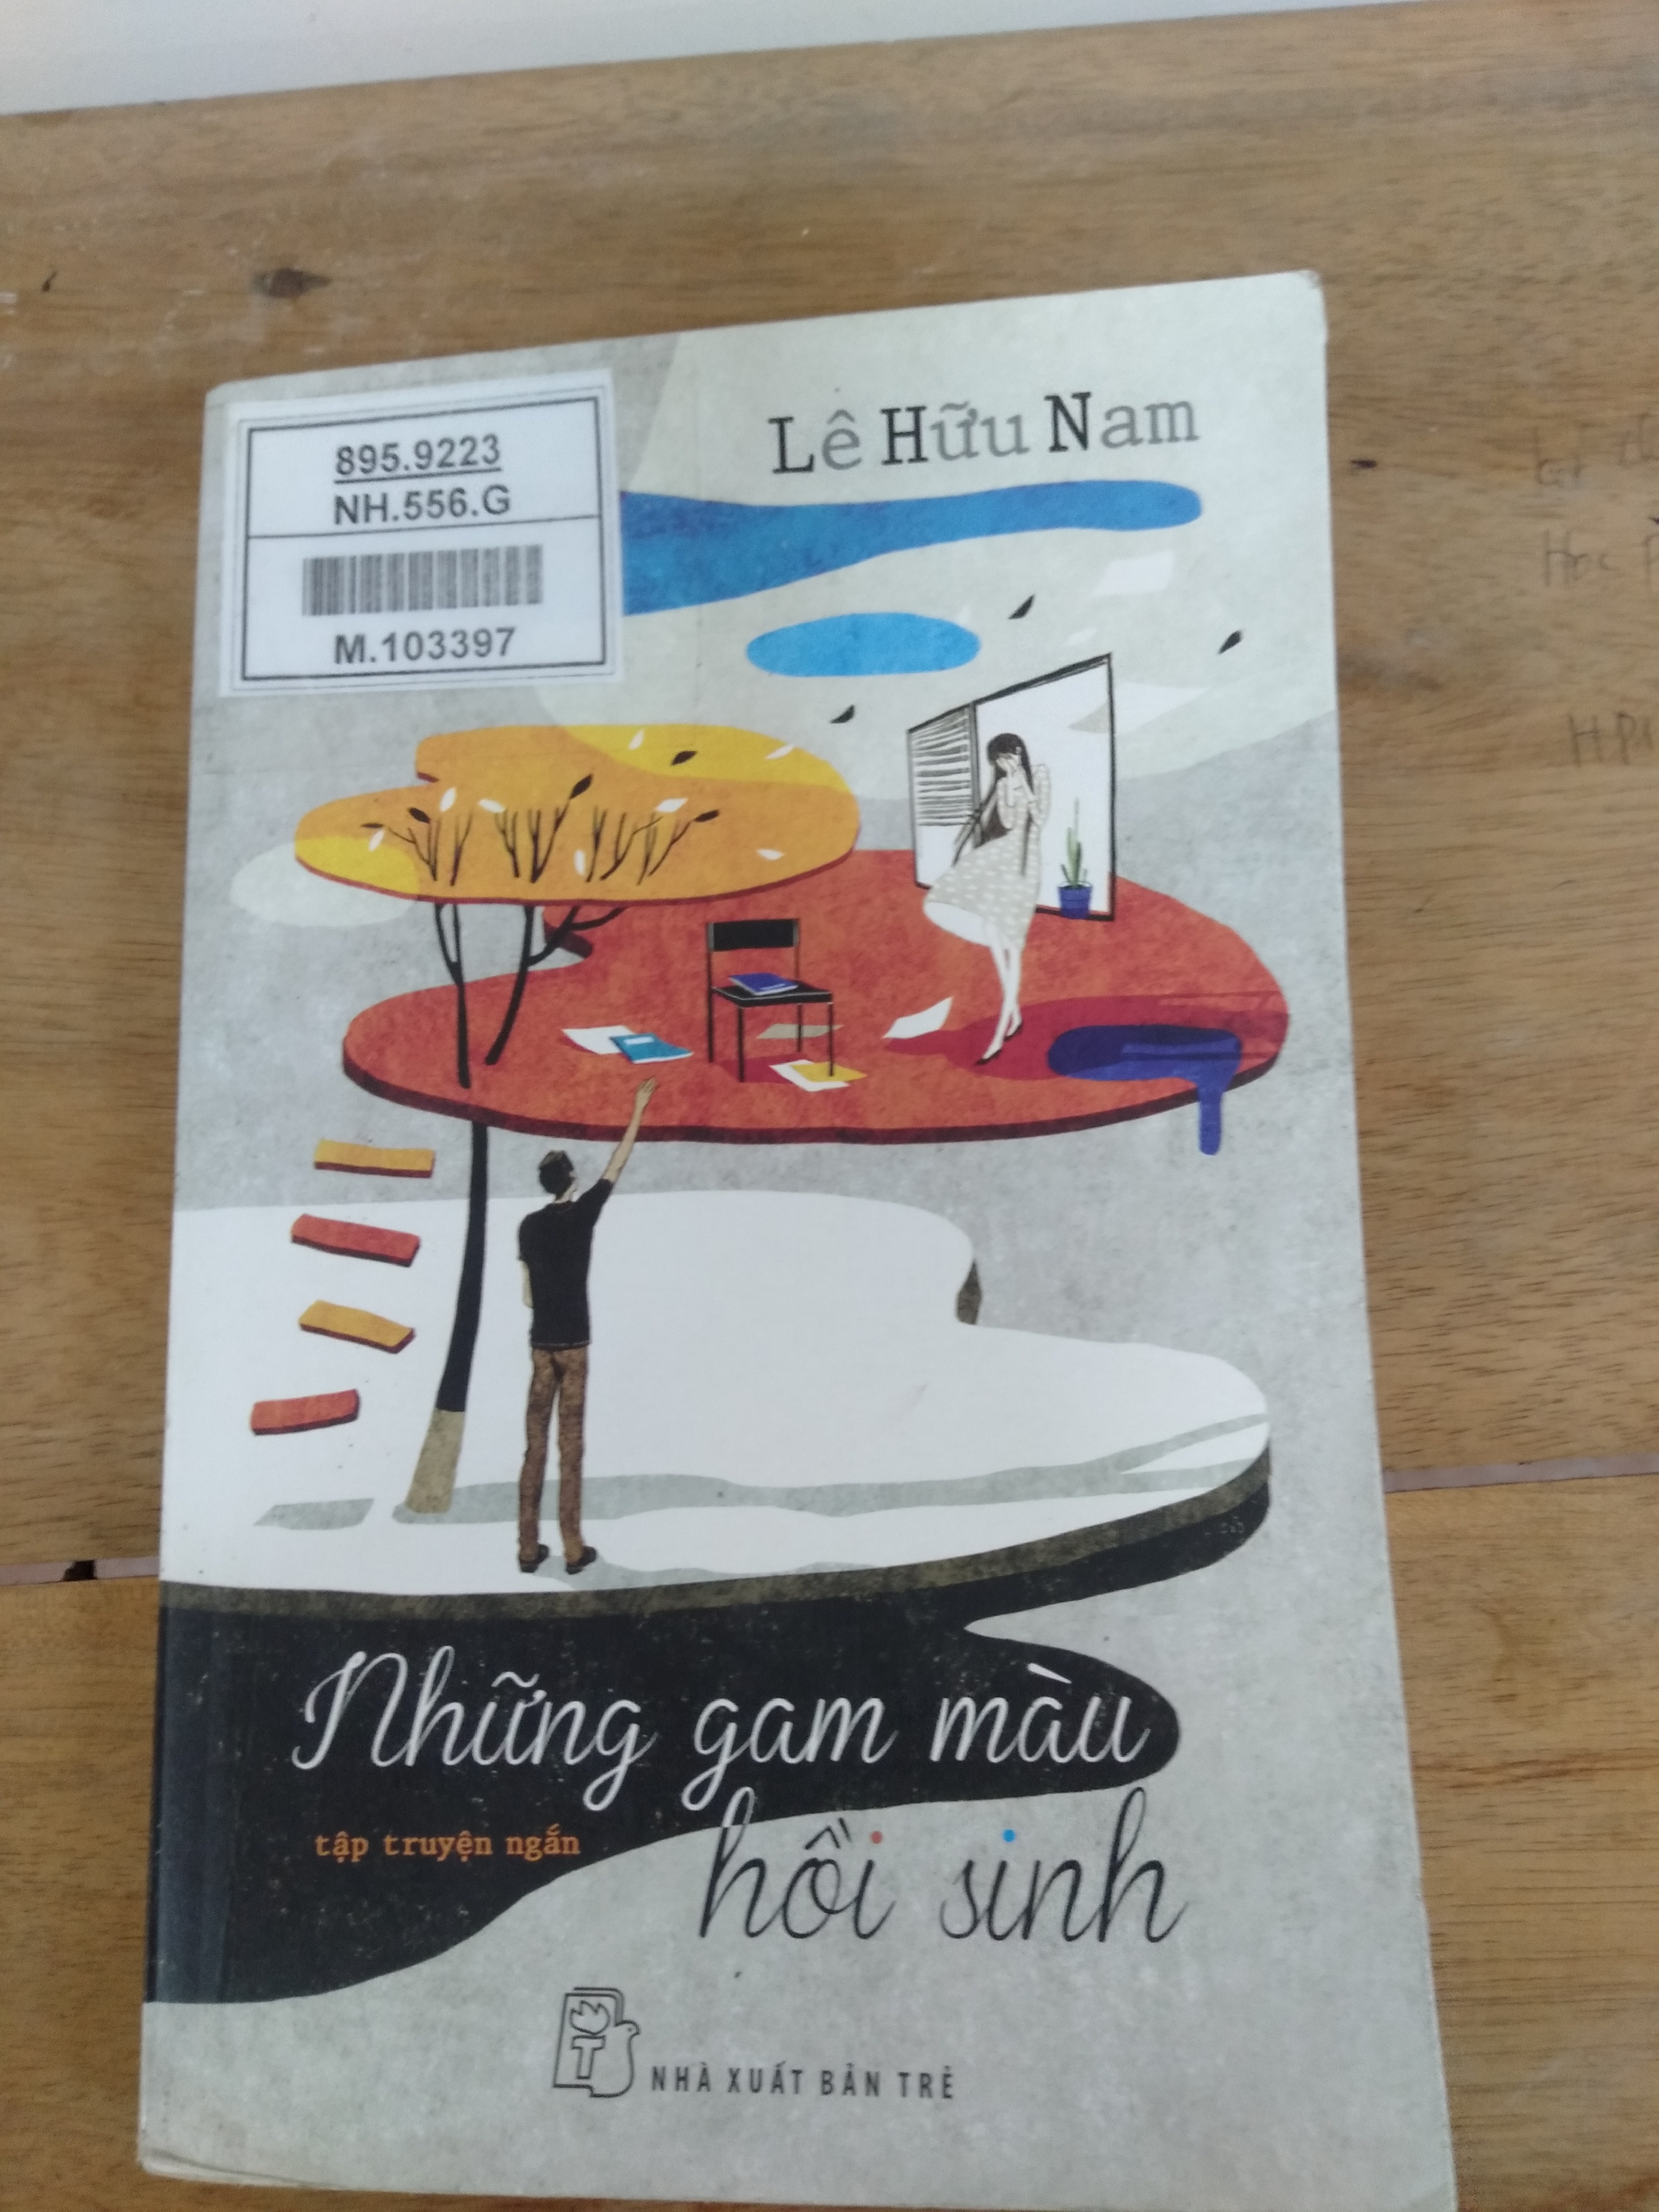 895.9223
NH.556.G
M.103397
Lê Hữu Nam
Những gam màu
hồi sinh
tập truyện ngắn
T
NHÀ XUẤT BẢN TRẺ